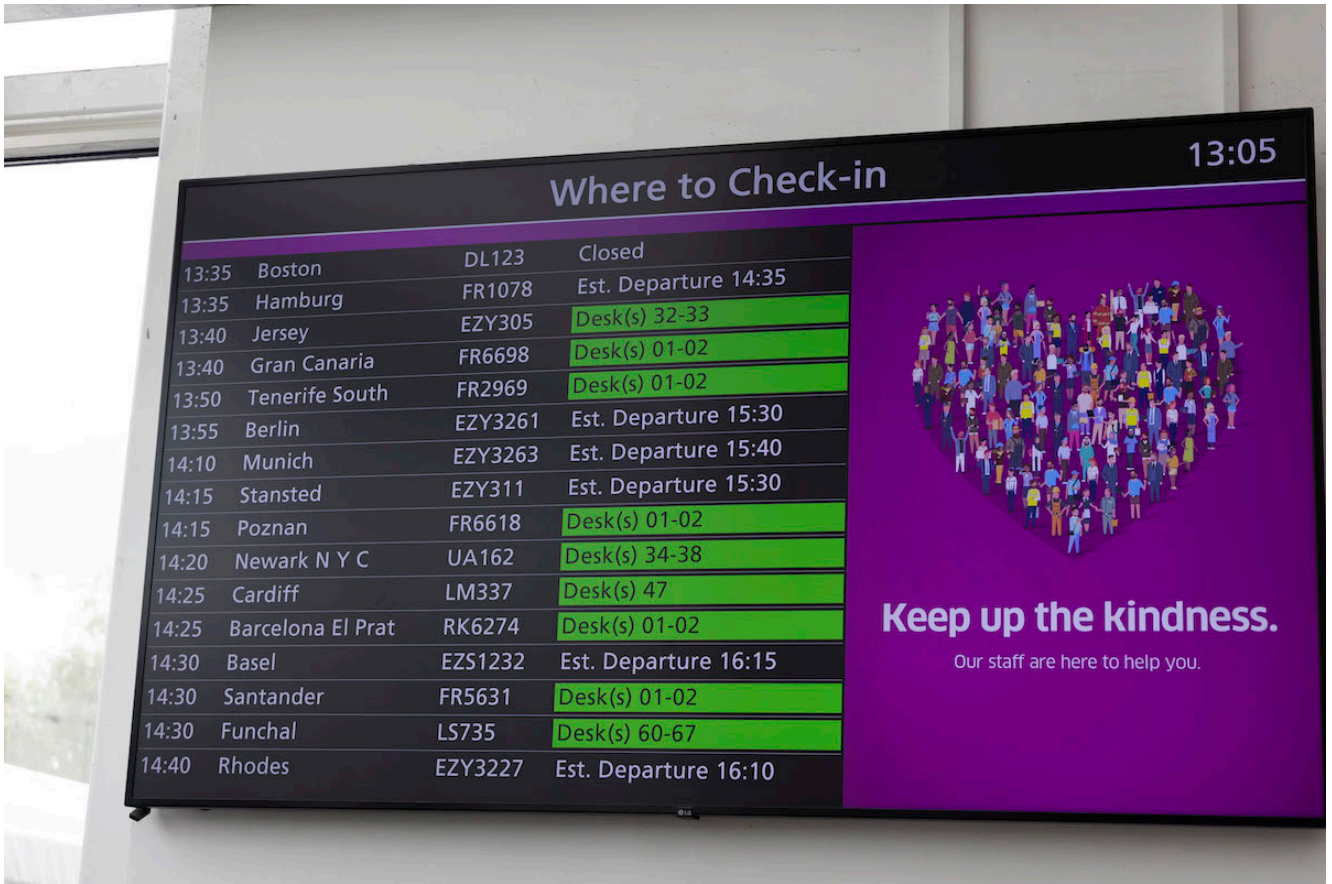 Where to Check-in 13:05
13:35 Boston DL123 Closed
13:35 Hamburg FR1078 Est. Departure 14:35
13:40 Jersey EZY305 Desk(s) 32-33
13:40 Gran Canaria FR6698 Desk(s) 01-02
13:50 Tenerife South FR2969 Desk(s) 01-02
13:55 Berlin EZY3261 Est. Departure 15:30
14:10 Munich EZY3263 Est. Departure 15:40
14:15 Stansted EZY311 Est. Departure 15:30
14:15 Poznan FR6618 Desk(s) 01-02
14:20 Newark N Y C UA162 Desk(s) 34-38
14:25 Cardiff LM337 Desk(s) 47
14:25 Barcelona El Prat RK6274 Desk(s) 01-02
14:30 Basel EZS1232 Est. Departure 16:15
14:30 Santander FR5631 Desk(s) 01-02
14:30 Funchal LS735 Desk(s) 60-67
14:40 Rhodes EZY3227 Est. Departure 16:10
Keep up the kindness.
Our staff are here to help you.
LG